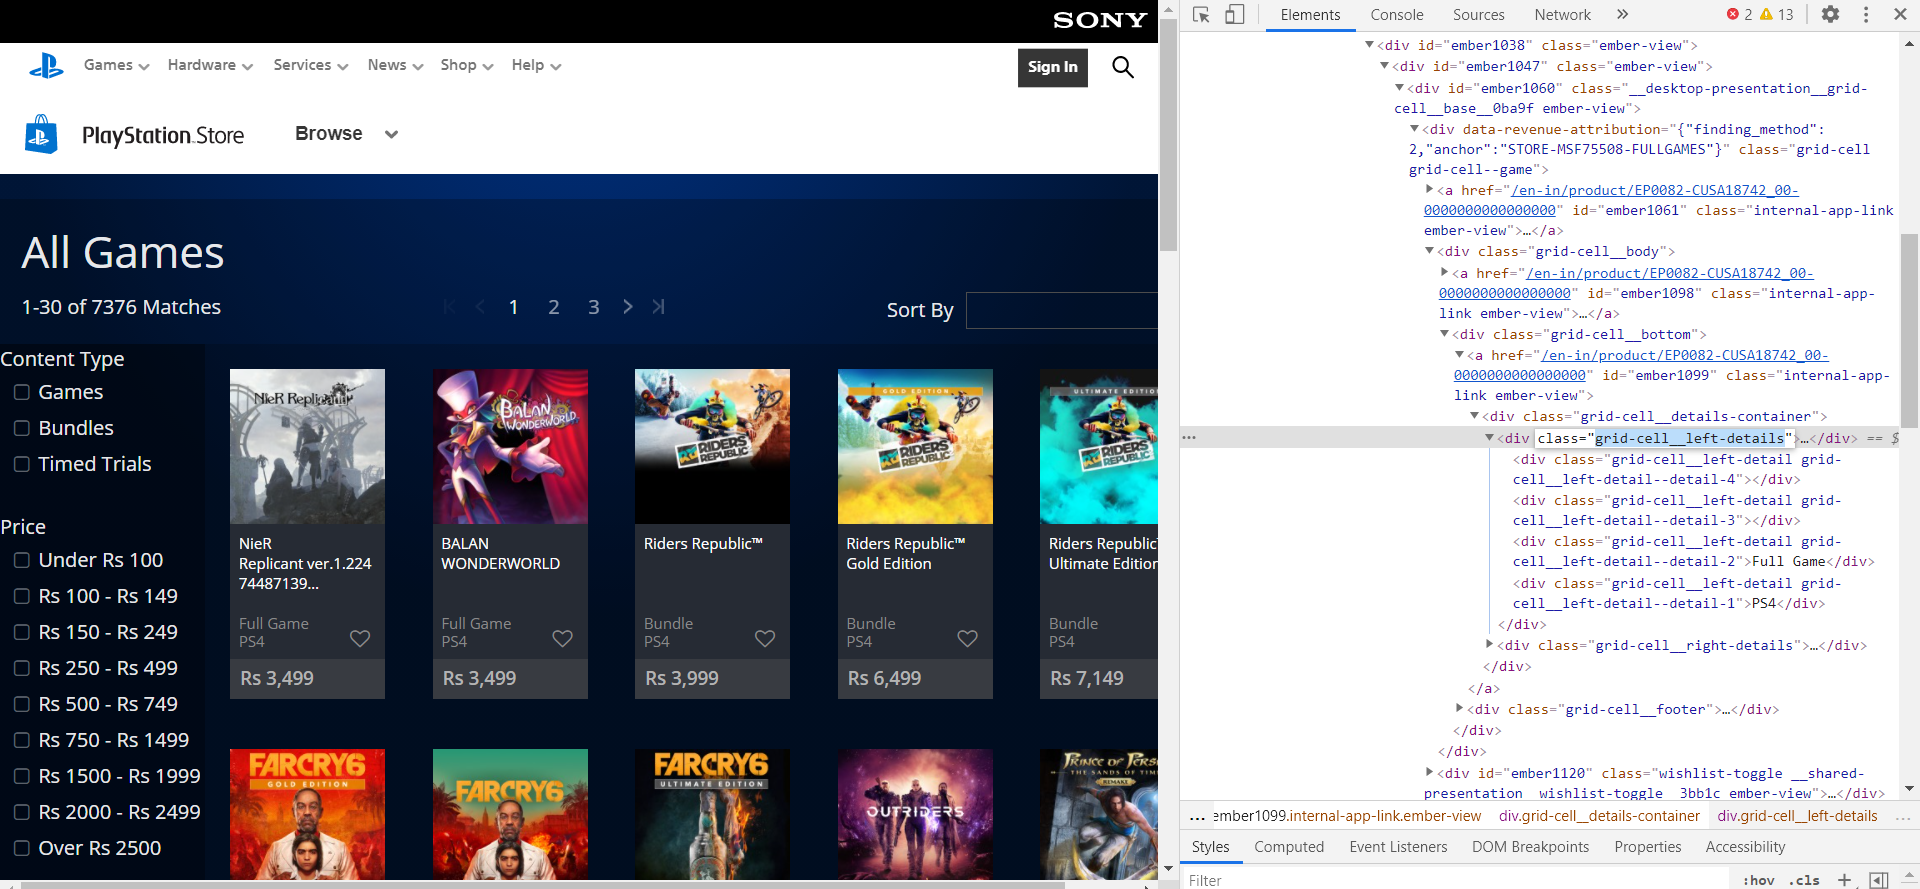 SONY
Games
Hardware
Services
News
Shop
Help
Sign In
PlayStation Store
Browse
All Games
1-30 of 7376 Matches
1 2 3
Sort By
Content Type
Games
Bundles
Timed Trials
Price
Under Rs 100
Rs 100 - Rs 149
Rs 150 - Rs 249
Rs 250 - Rs 499
Rs 500 - Rs 749
Rs 750 - Rs 1499
Rs 1500 - Rs 1999
Rs 2000 - Rs 2499
Over Rs 2500
NieR Replicant
NieR
Replicant ver.1.224
74487139...
Full Game
PS4
Rs 3,499
BALAN
WONDERWORLD
BALAN
WONDERWORLD
Full Game
PS4
Rs 3,499
RIDERS
REPUBLIC
Riders Republic™
Bundle
PS4
Rs 3,999
GOLD EDITION
RIDERS
REPUBLIC
Riders Republic™
Gold Edition
Bundle
PS4
Rs 6,499
ULTIMATE EDITION
RIDERS
REPUBLIC
Riders Republic
Ultimate Edition
Bundle
PS4
Rs 7,149
FARCRY6
GOLD EDITION
FARCRY6
FARCRY6
ULTIMATE EDITION
OUTRIDERS
PRINCE OF PERS
THE SANDS OF TIM
REMAKE
Elements Console Sources Network » 2 13
<div id="ember1038" class="ember-view">
<div id="ember1047" class="ember-view">
<div id="ember1060" class="__desktop-presentation__grid-
cell__base__0ba9f ember-view">
<div data-revenue-attribution="{"finding_method":
2,"anchor":"STORE-MSF75508-FULLGAMES"}" class="grid-cell
grid-cell--game">
<a href="/en-in/product/EP0082-CUSA18742_00-
0000000000000000" id="ember1061" class="internal-app-link
ember-view">…</a>
<div class="grid-cell__body">
<a href="/en-in/product/EP0082-CUSA18742_00-
0000000000000000" id="ember1098" class="internal-app-
link ember-view">…</a>
<div class="grid-cell__bottom">
<a href="/en-in/product/EP0082-CUSA18742_00-
0000000000000000" id="ember1099" class="internal-app-
link ember-view">
<div class="grid-cell__details-container">
<div class="grid-cell__left-details">…</div> == $
<div class="grid-cell__left-detail grid-
cell__left-detail--detail-4"></div>
<div class="grid-cell__left-detail grid-
cell__left-detail--detail-3"></div>
<div class="grid-cell__left-detail grid-
cell__left-detail--detail-2">Full Game</div>
<div class="grid-cell__left-detail grid-
cell__left-detail--detail-1">PS4</div>
</div>
<div class="grid-cell__right-details">…</div>
</div>
</a>
<div class="grid-cell__footer">…</div>
</div>
</div>
<div id="ember1120" class="wishlist-toggle __shared-
presentation__wishlist-toggle__3bb1c ember-view">…</div>
... ember1099.internal-app-link.ember-view div.grid-cell__details-container div.grid-cell__left-details ...
Styles Computed Event Listeners DOM Breakpoints Properties Accessibility
Filter :hov .cls +